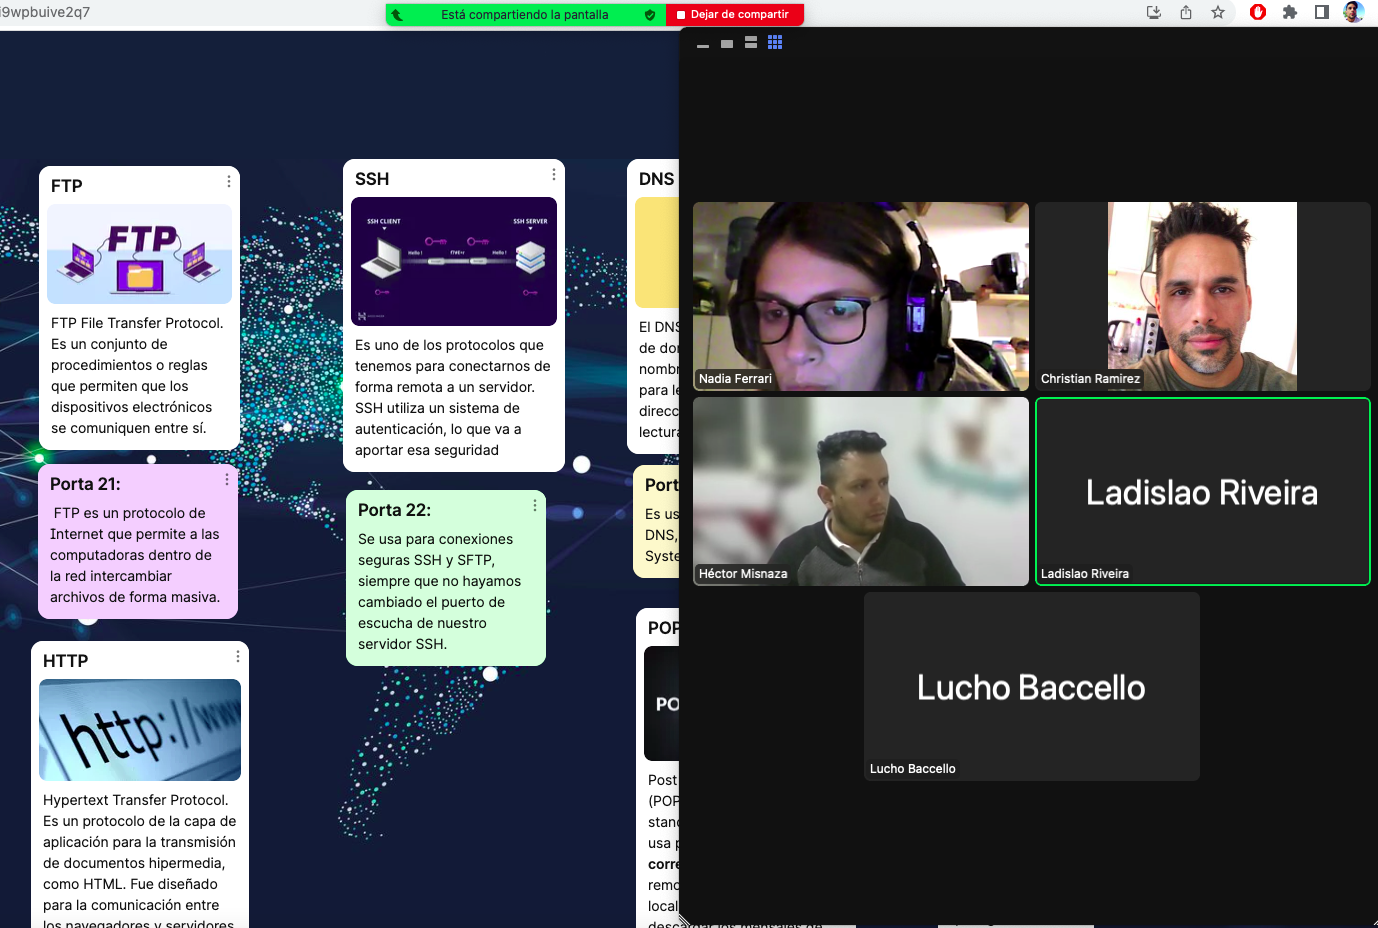 i9wpbuive2q7
Está compartiendo la pantalla
Dejar de compartir
FTP
FTP
FTP File Transfer Protocol.
Es un conjunto de
procedimientos o reglas
que permiten que los
dispositivos electrónicos
se comuniquen entre sí.
Porta 21:
FTP es un protocolo de
Internet que permite a las
computadoras dentro de
la red intercambiar
archivos de forma masiva.
HTTP
http://www
Hypertext Transfer Protocol.
Es un protocolo de la capa de
aplicación para la transmisión
de documentos hipermedia,
como HTML. Fue diseñado
para la comunicación entre
los navegadores y servidores
SSH
SSH CLIENT
SSH SERVER
Hello !
Hello !
Es uno de los protocolos que
tenemos para conectarnos de
forma remota a un servidor.
SSH utiliza un sistema de
autenticación, lo que va a
aportar esa seguridad
Porta 22:
Se usa para conexiones
seguras SSH y SFTP,
siempre que no hayamos
cambiado el puerto de
escucha de nuestro
servidor SSH.
DNS
El DNS
de dor
nombr
para le
direcc
lectura
Port
Es us
DNS,
Syste
POP
PO
Post
(POP
stand
usa p
corre
remo
local
descargar los mensajes de
Nadia Ferrari
Christian Ramirez
Héctor Misnaza
Ladislao Riveira
Ladislao Riveira
Lucho Baccello
Lucho Baccello